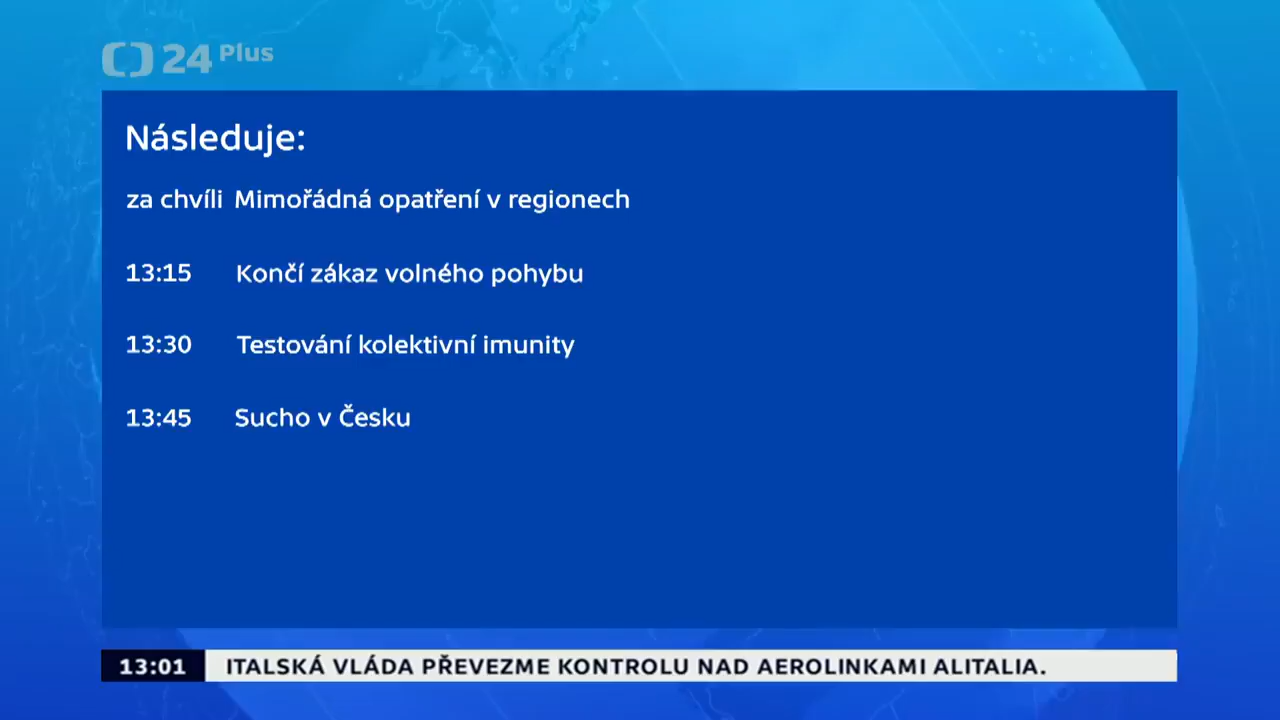 24 Plus
Následuje:
za chvíli Mimořádná opatření v regionech
13:15 Končí zákaz volného pohybu
13:30 Testování kolektivní imunity
13:45 Sucho v Česku
13:01 ITALSKÁ VLÁDA PŘEVEZME KONTROLU NAD AEROLINKAMI ALITALIA.